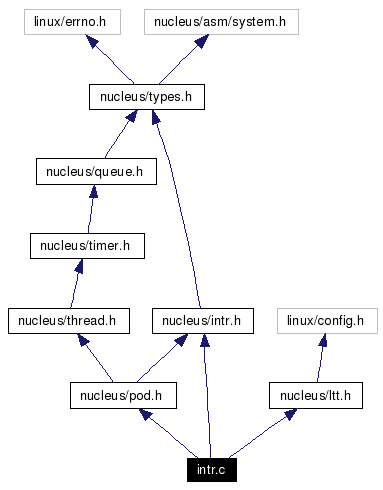 linux/errno.h
nucleus/asm/system.h
nucleus/types.h
nucleus/queue.h
nucleus/timer.h
nucleus/thread.h
nucleus/intr.h
linux/config.h
nucleus/pod.h
nucleus/ltt.h
intr.c